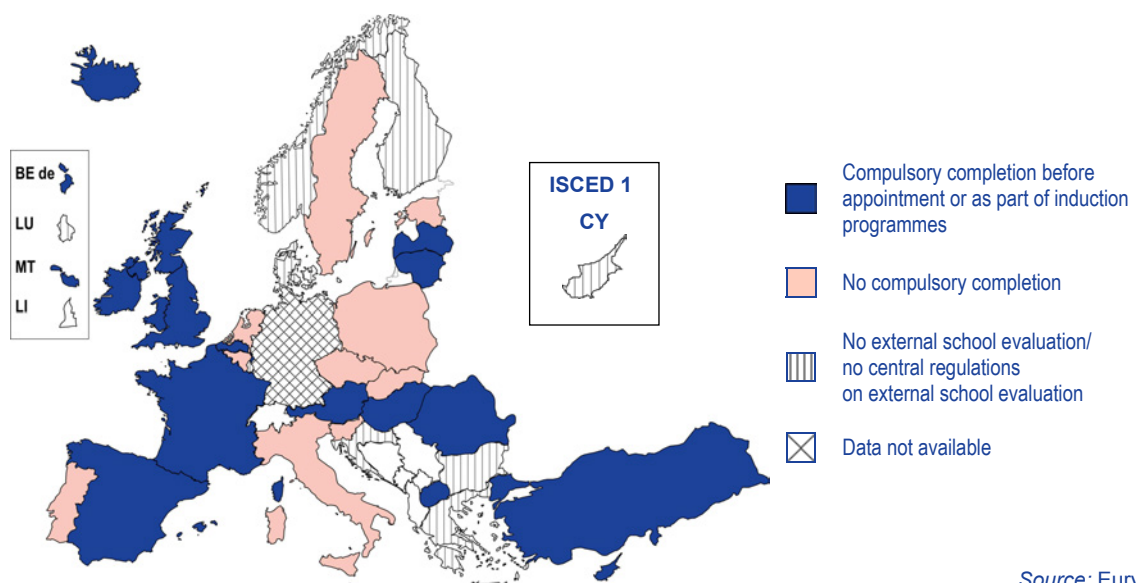 BE de
LU
MT
LI
ISCED 1
CY
Compulsory completion before
appointment or as part of induction
programmes
No compulsory completion
No external school evaluation/
no central regulations
on external school evaluation
Data not available
Source: